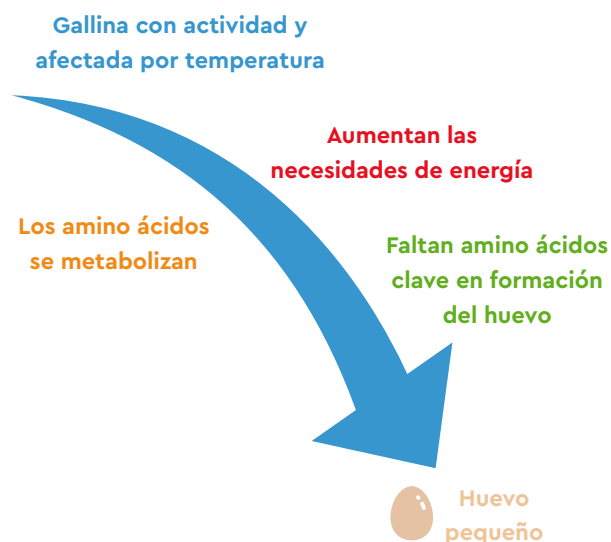 Gallina con actividad y
afectada por temperatura
Aumentan las
necesidades de energía
Los amino ácidos
se metabolizan
Faltan amino ácidos
clave en formación
del huevo
Huevo
pequeño